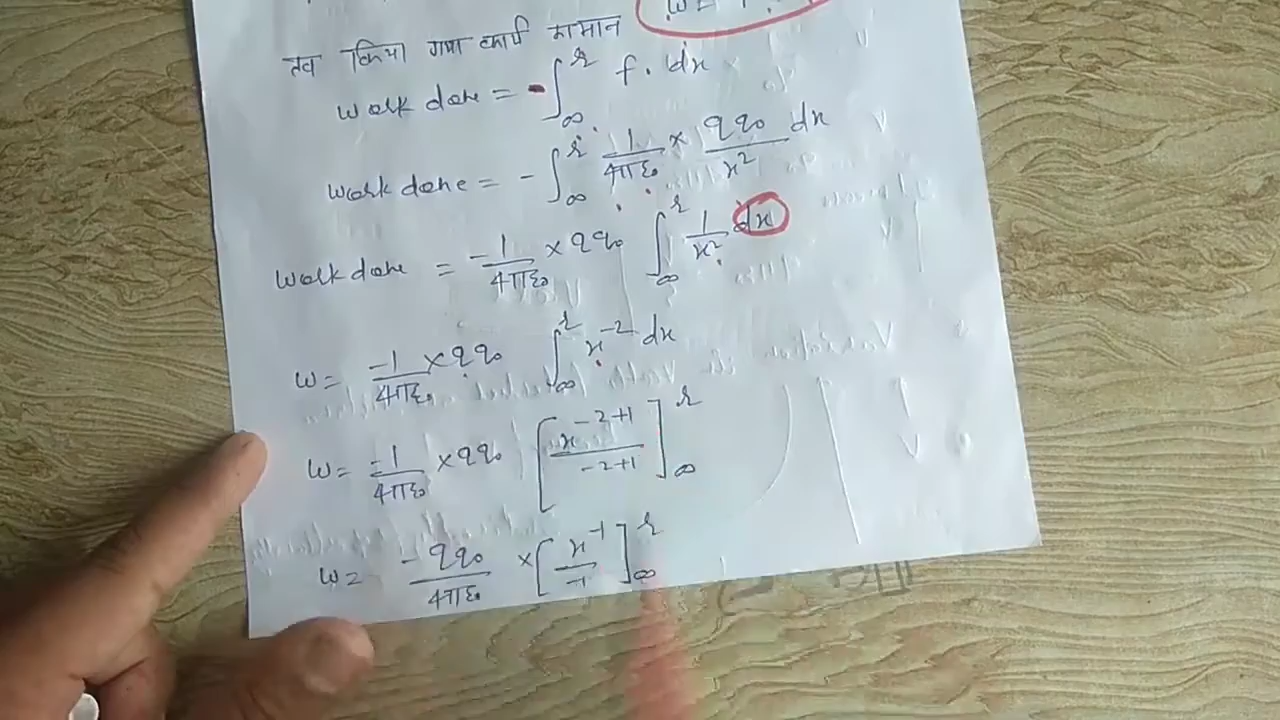 तब किया गया कार्य समान
work done = -∫_∞^r f. dx
work done = -∫_∞^r 1/4πε₀ × qq₀/x² dx
work done = -1/4πε₀ × qq₀ ∫_∞^r 1/x² dx
w = -1/4πε₀ × qq₀ ∫_∞^r x⁻² dx
w = -1/4πε₀ × qq₀ [x^(-2+1)/(-2+1)]_∞^r
w = -qq₀/4πε₀ × [x⁻¹/-1]_∞^r